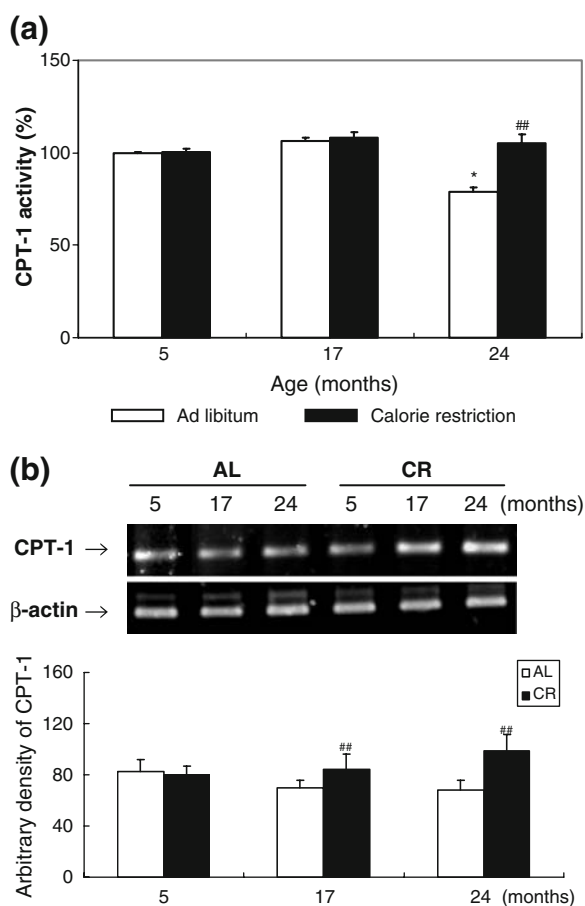 (a)
150
100
50
0
CPT-1 activity (%)
*
##
5 17 24
Age (months)
Ad libitum Calorie restriction
(b)
AL CR
5 17 24 5 17 24 (months)
CPT-1 →
β-actin →
160
120
80
40
0
Arbitrary density of CPT-1
AL
CR
##
##
5 17 24 (months)